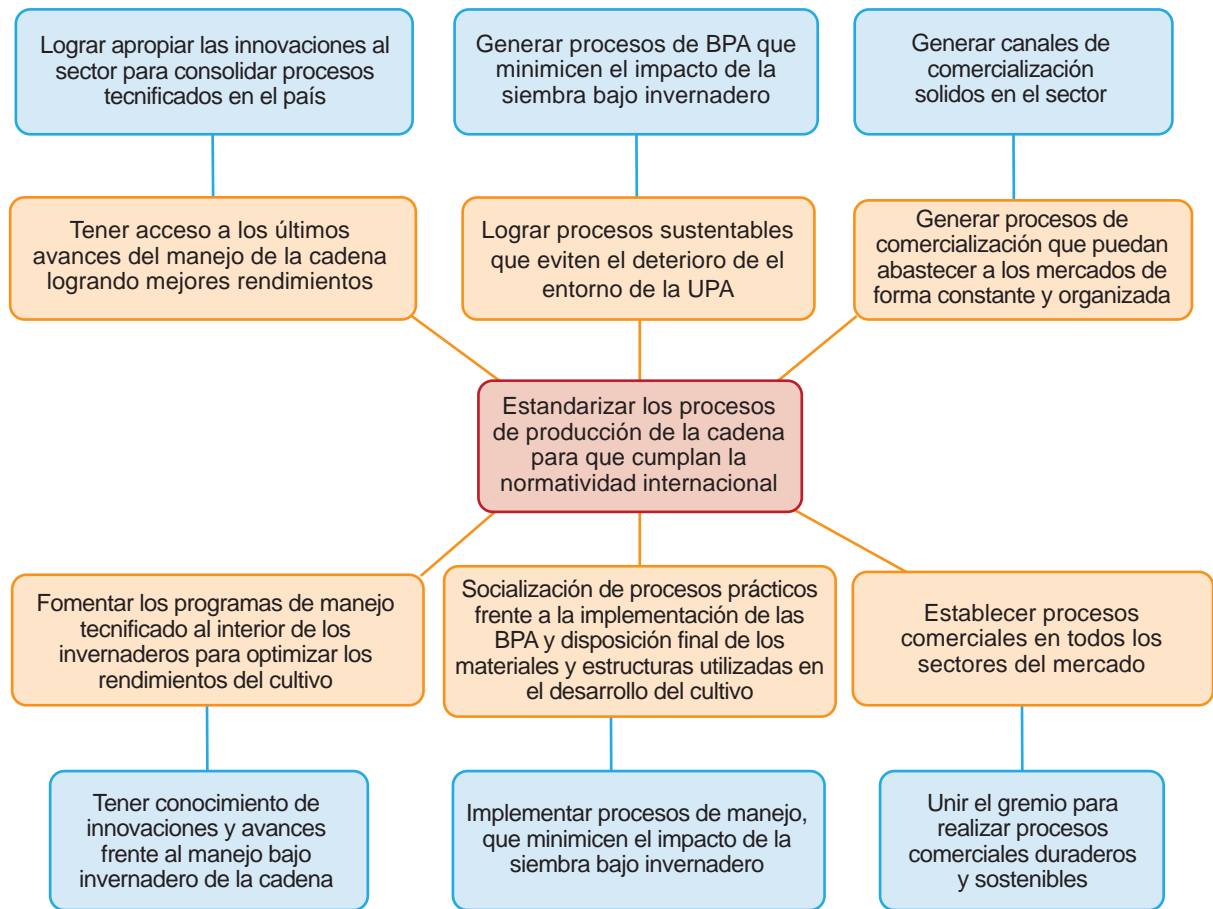 Lograr apropiar las innovaciones al
sector para consolidar procesos
tecnificados en el país
Generar procesos de BPA que
minimicen el impacto de la
siembra bajo invernadero
Generar canales de
comercialización
solidos en el sector
Tener acceso a los últimos
avances del manejo de la cadena
logrando mejores rendimientos
Lograr procesos sustentables
que eviten el deterioro de el
entorno de la UPA
Generar procesos de
comercialización que puedan
abastecer a los mercados de
forma constante y organizada
Estandarizar los procesos
de producción de la cadena
para que cumplan la
normatividad internacional
Fomentar los programas de manejo
tecnificado al interior de los
invernaderos para optimizar los
rendimientos del cultivo
Socialización de procesos prácticos
frente a la implementación de las
BPA y disposición final de los
materiales y estructuras utilizadas en
el desarrollo del cultivo
Establecer procesos
comerciales en todos los
sectores del mercado
Tener conocimiento de
innovaciones y avances
frente al manejo bajo
invernadero de la cadena
Implementar procesos de manejo,
que minimicen el impacto de la
siembra bajo invernadero
Unir el gremio para
realizar procesos
comerciales duraderos
y sostenibles